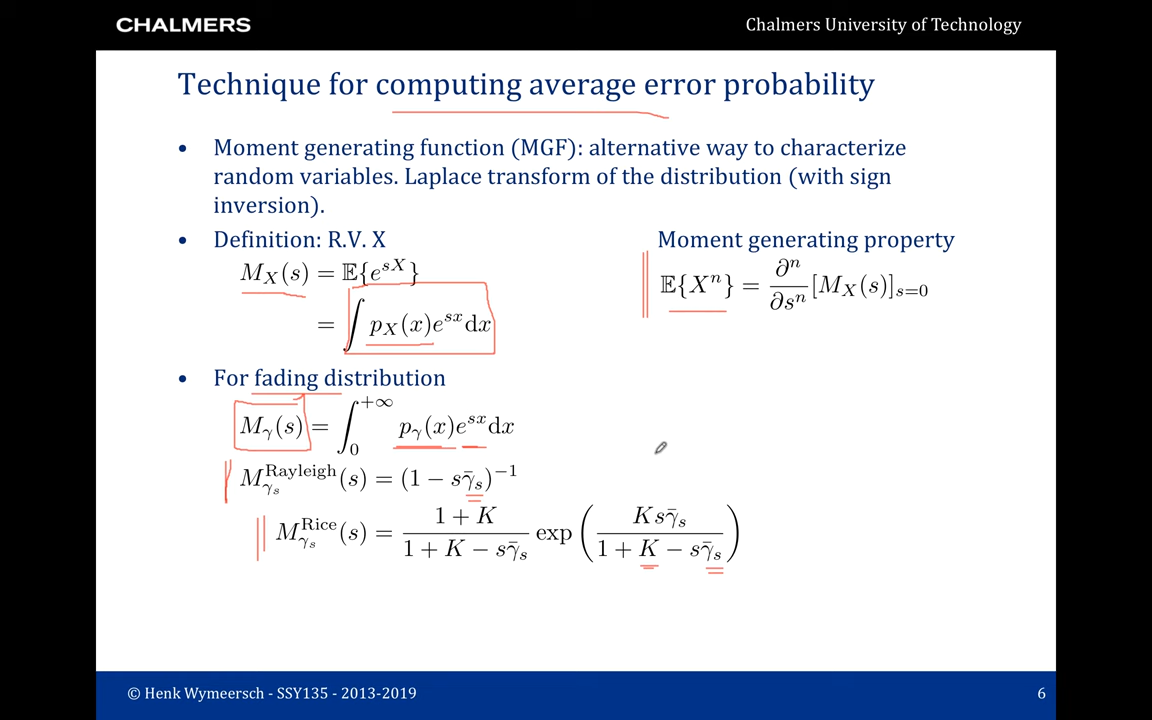 CHALMERS
Chalmers University of Technology
Technique for computing average error probability
• Moment generating function (MGF): alternative way to characterize
random variables. Laplace transform of the distribution (with sign
inversion).
• Definition: R.V. X
M_X(s) = 𝔼{e^{sX}}
= ∫ p_X(x)e^{sx}dx
Moment generating property
𝔼{X^n} = ∂^n/∂s^n [M_X(s)]_{s=0}
• For fading distribution
M_γ(s) = ∫_0^{+∞} p_γ(x)e^{sx}dx
M_{γ_s}^{Rayleigh}(s) = (1 − sγ̄_s)^{−1}
M_{γ_s}^{Rice}(s) = (1 + K)/(1 + K − sγ̄_s) exp(Ksγ̄_s/(1 + K − sγ̄_s))
© Henk Wymeersch - SSY135 - 2013-2019
6